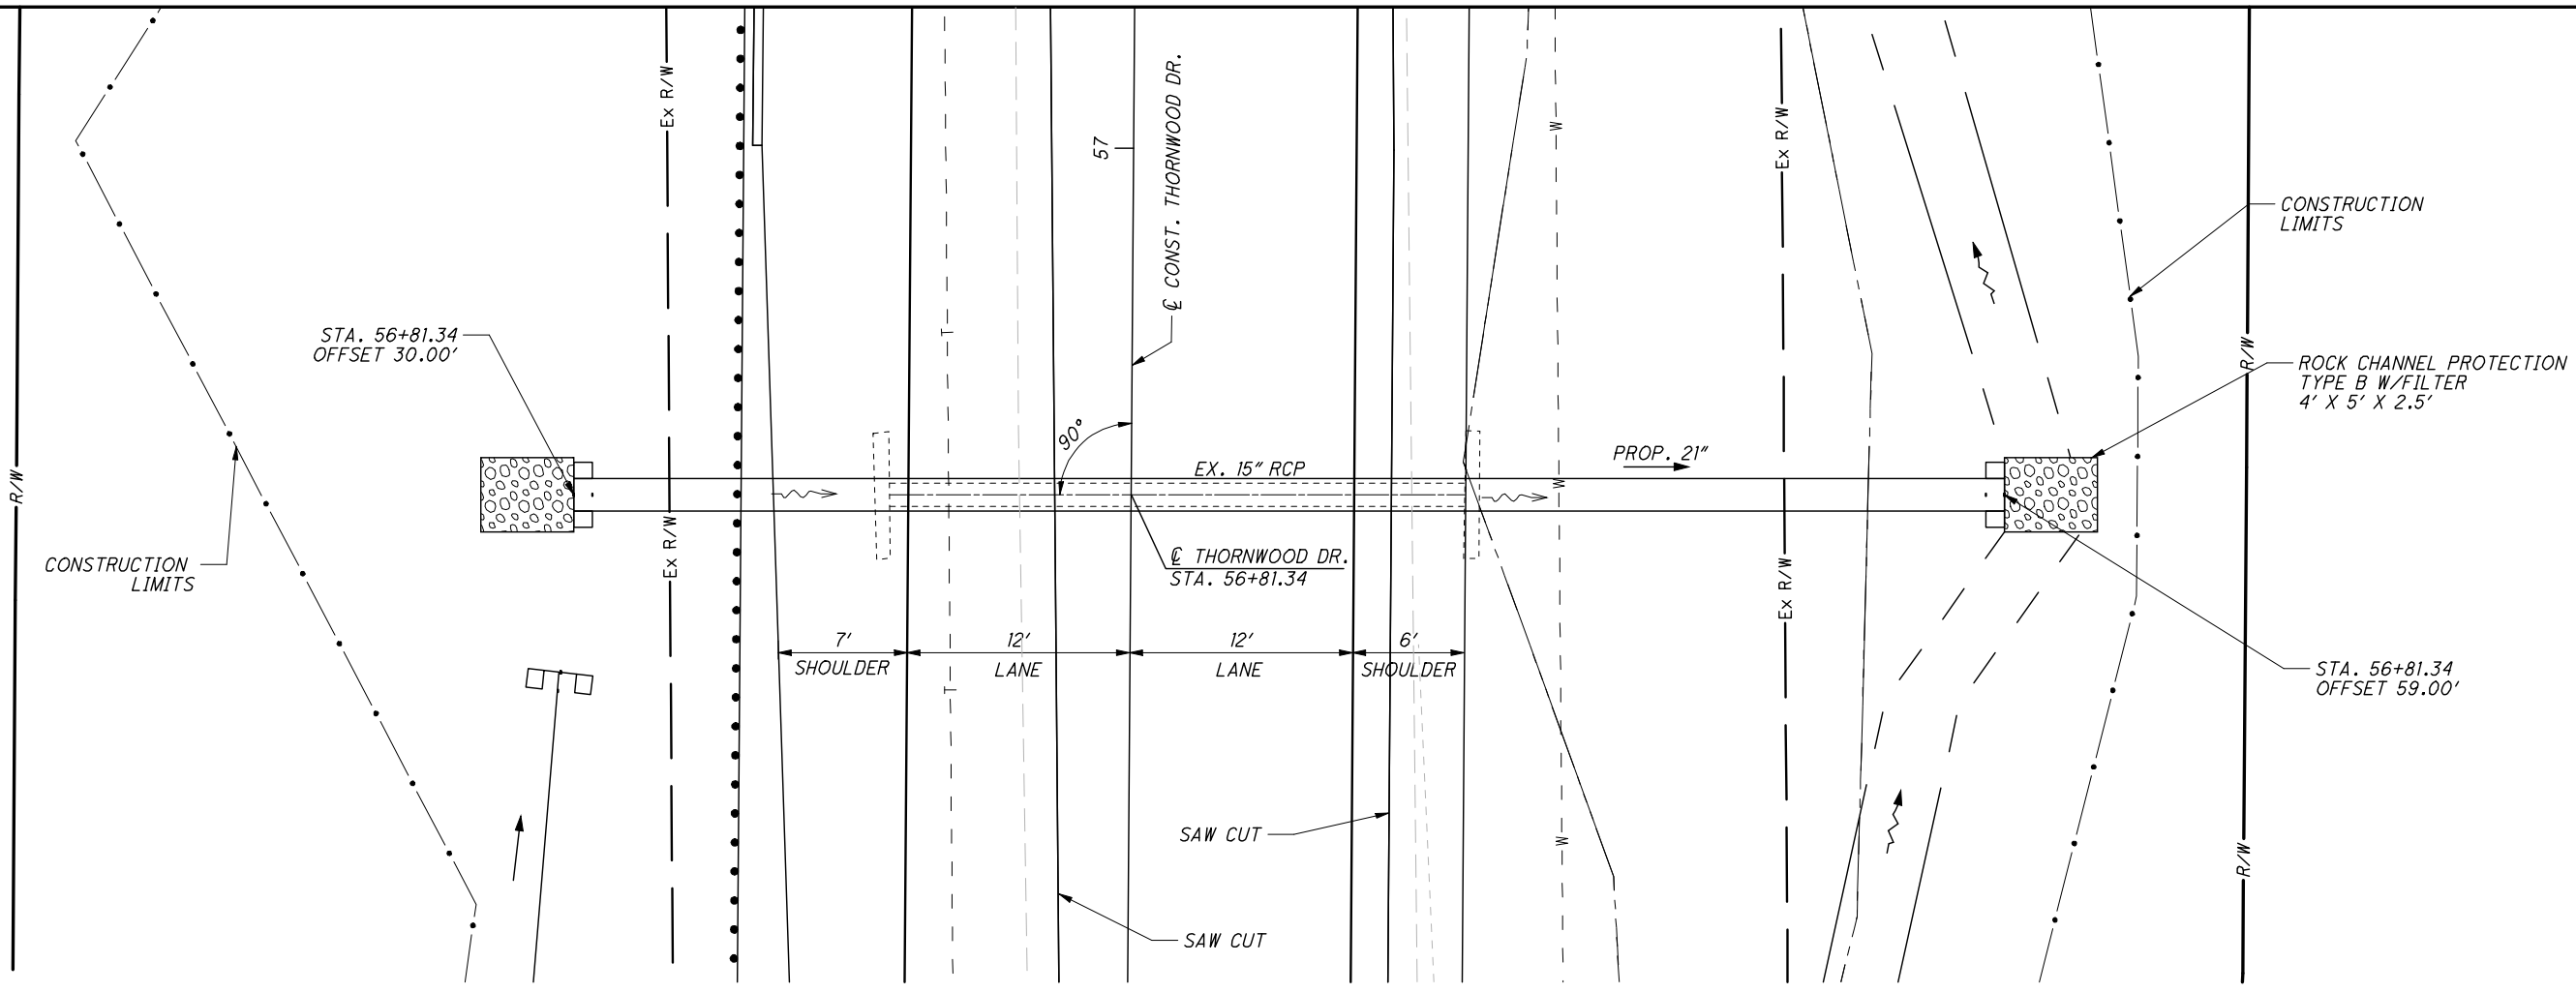 Ex R/W
57
℄ CONST. THORNWOOD DR.
W
Ex R/W
CONSTRUCTION
LIMITS
STA. 56+81.34
OFFSET 30.00'
T
R/W
ROCK CHANNEL PROTECTION
TYPE B W/FILTER
4' X 5' X 2.5'
R/W
90°
EX. 15" RCP
PROP. 21"
W
Ex R/W
CONSTRUCTION
LIMITS
℄ THORNWOOD DR.
STA. 56+81.34
Ex R/W
7'
SHOULDER
12'
LANE
12'
LANE
6'
SHOULDER
T
STA. 56+81.34
OFFSET 59.00'
SAW CUT
W
R/W
SAW CUT